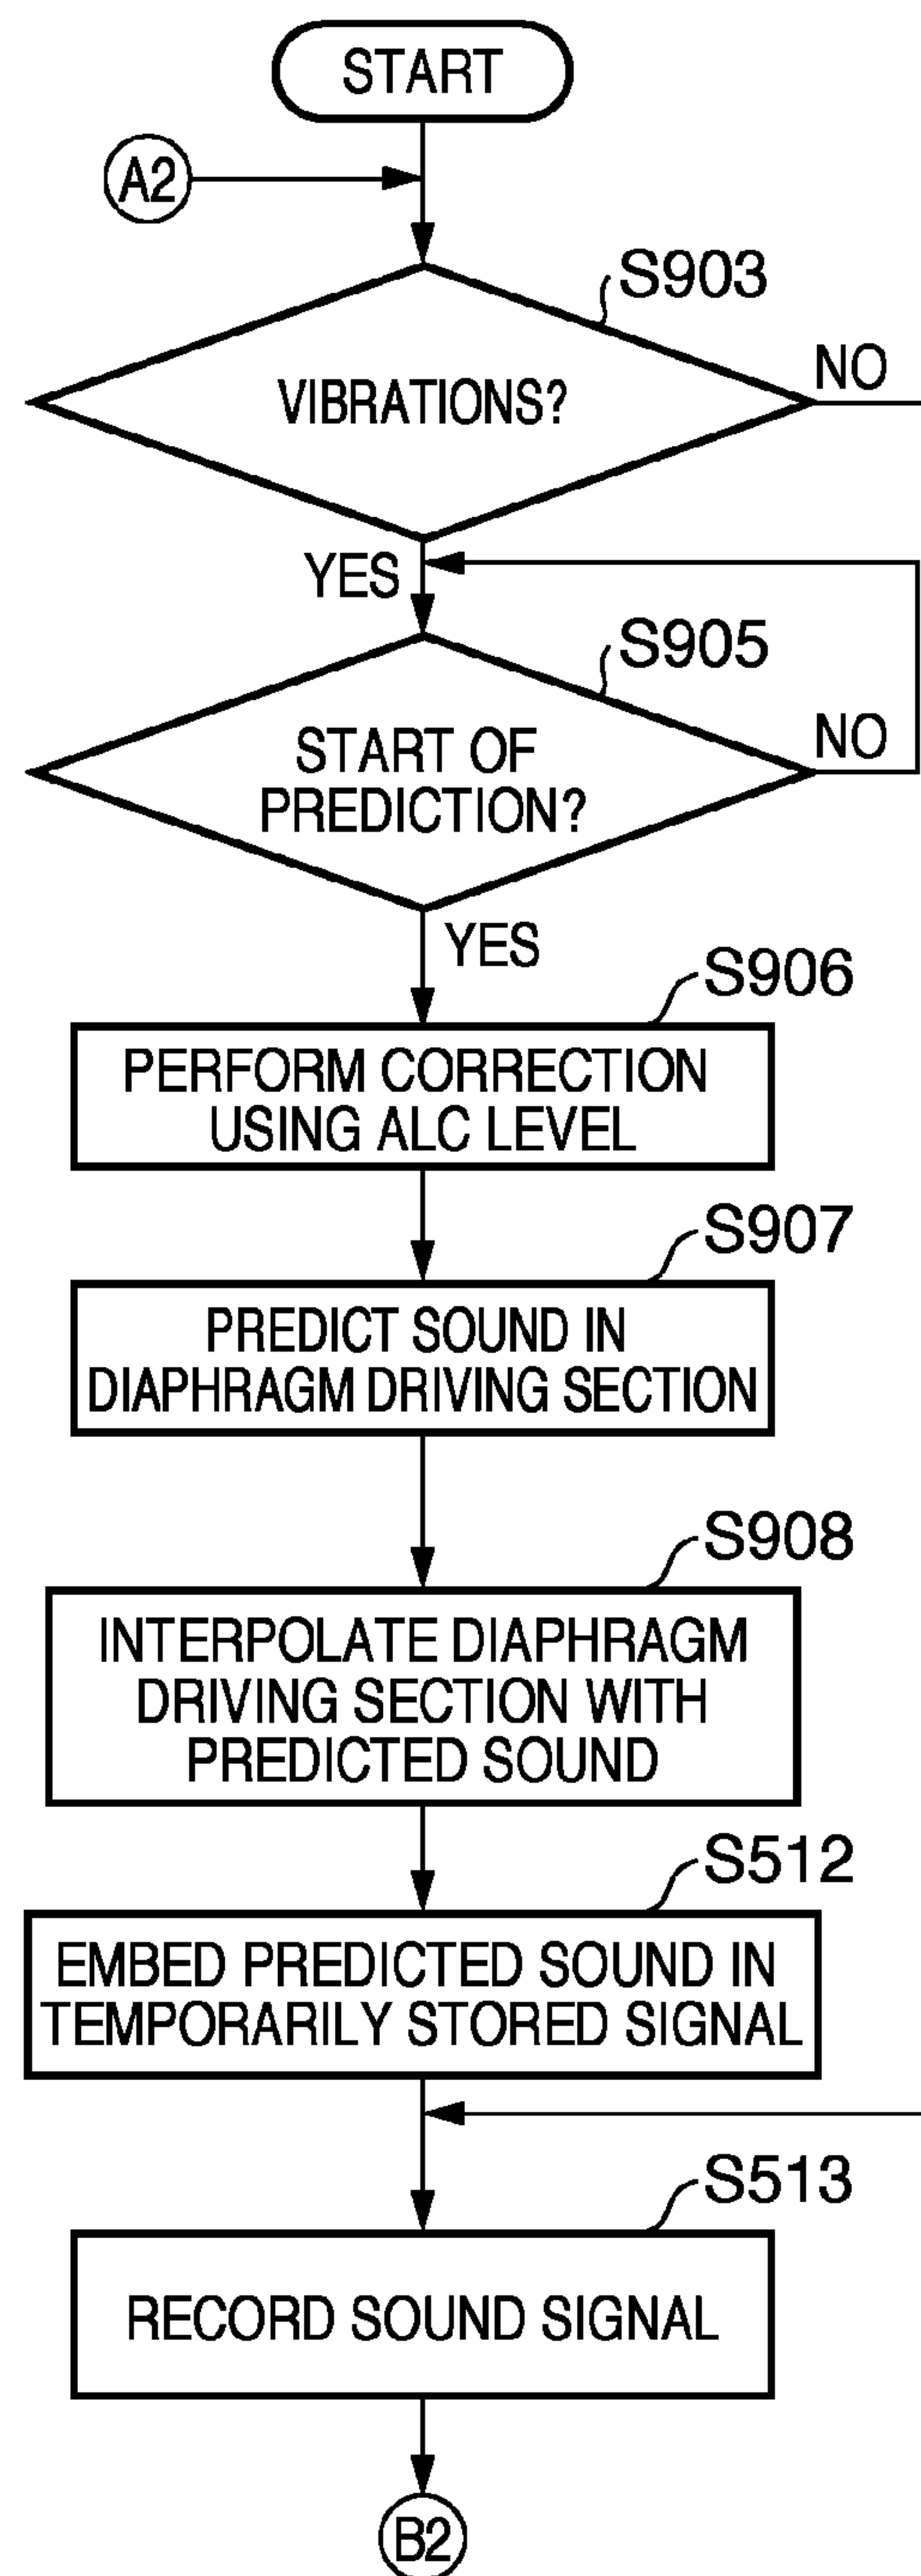 START
A2
S903
VIBRATIONS?
NO
YES
S905
START OF
PREDICTION?
NO
YES
S906
PERFORM CORRECTION
USING ALC LEVEL
S907
PREDICT SOUND IN
DIAPHRAGM DRIVING SECTION
S908
INTERPOLATE DIAPHRAGM
DRIVING SECTION WITH
PREDICTED SOUND
S512
EMBED PREDICTED SOUND IN
TEMPORARILY STORED SIGNAL
S513
RECORD SOUND SIGNAL
B2